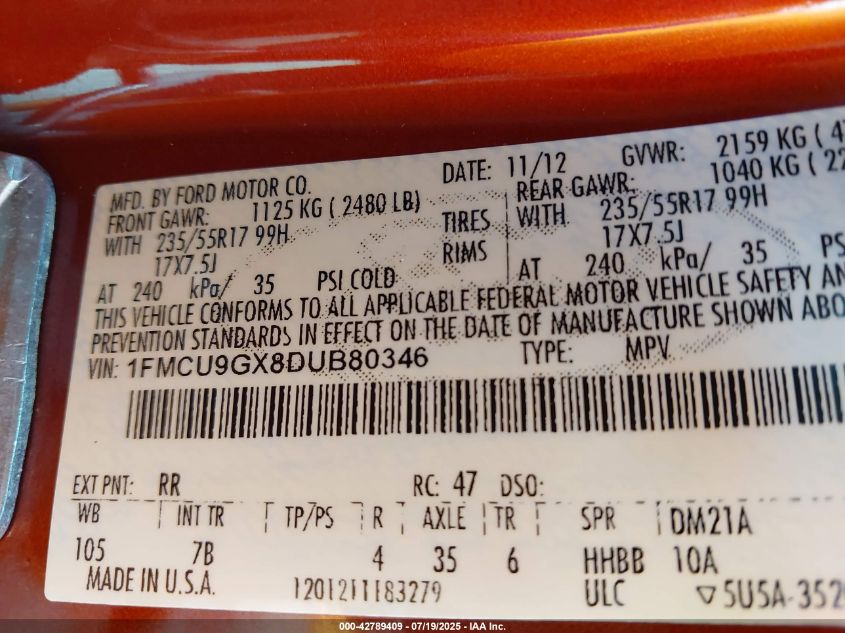 MFD. BY FORD MOTOR CO. DATE: 11/12 GVWR: 2159 KG (
FRONT GAWR: 1125 KG ( 2480 LB) REAR GAWR: 1040 KG (
WITH 235/55R17 99H TIRES WITH 235/55R17 99H
17X7.5J RIMS 17X7.5J
AT 240 kPa/ 35 PSI COLD AT 240 kPa/ 35
THIS VEHICLE CONFORMS TO ALL APPLICABLE FEDERAL MOTOR VEHICLE SAFETY
PREVENTION STANDARDS IN EFFECT ON THE DATE OF MANUFACTURE SHOWN
VIN: 1FMCU9GX8DUB80346 TYPE: MPV
EXT PNT: RR RC: 47 DSO:
WB INT TR TP/PS R AXLE TR SPR DM21A
105 7B 4 35 6 HHBB 10A
MADE IN U.S.A. 1201211183279 ULC ▽5U5A-
000-42789409 - 07/19/2025 - IAA Inc.